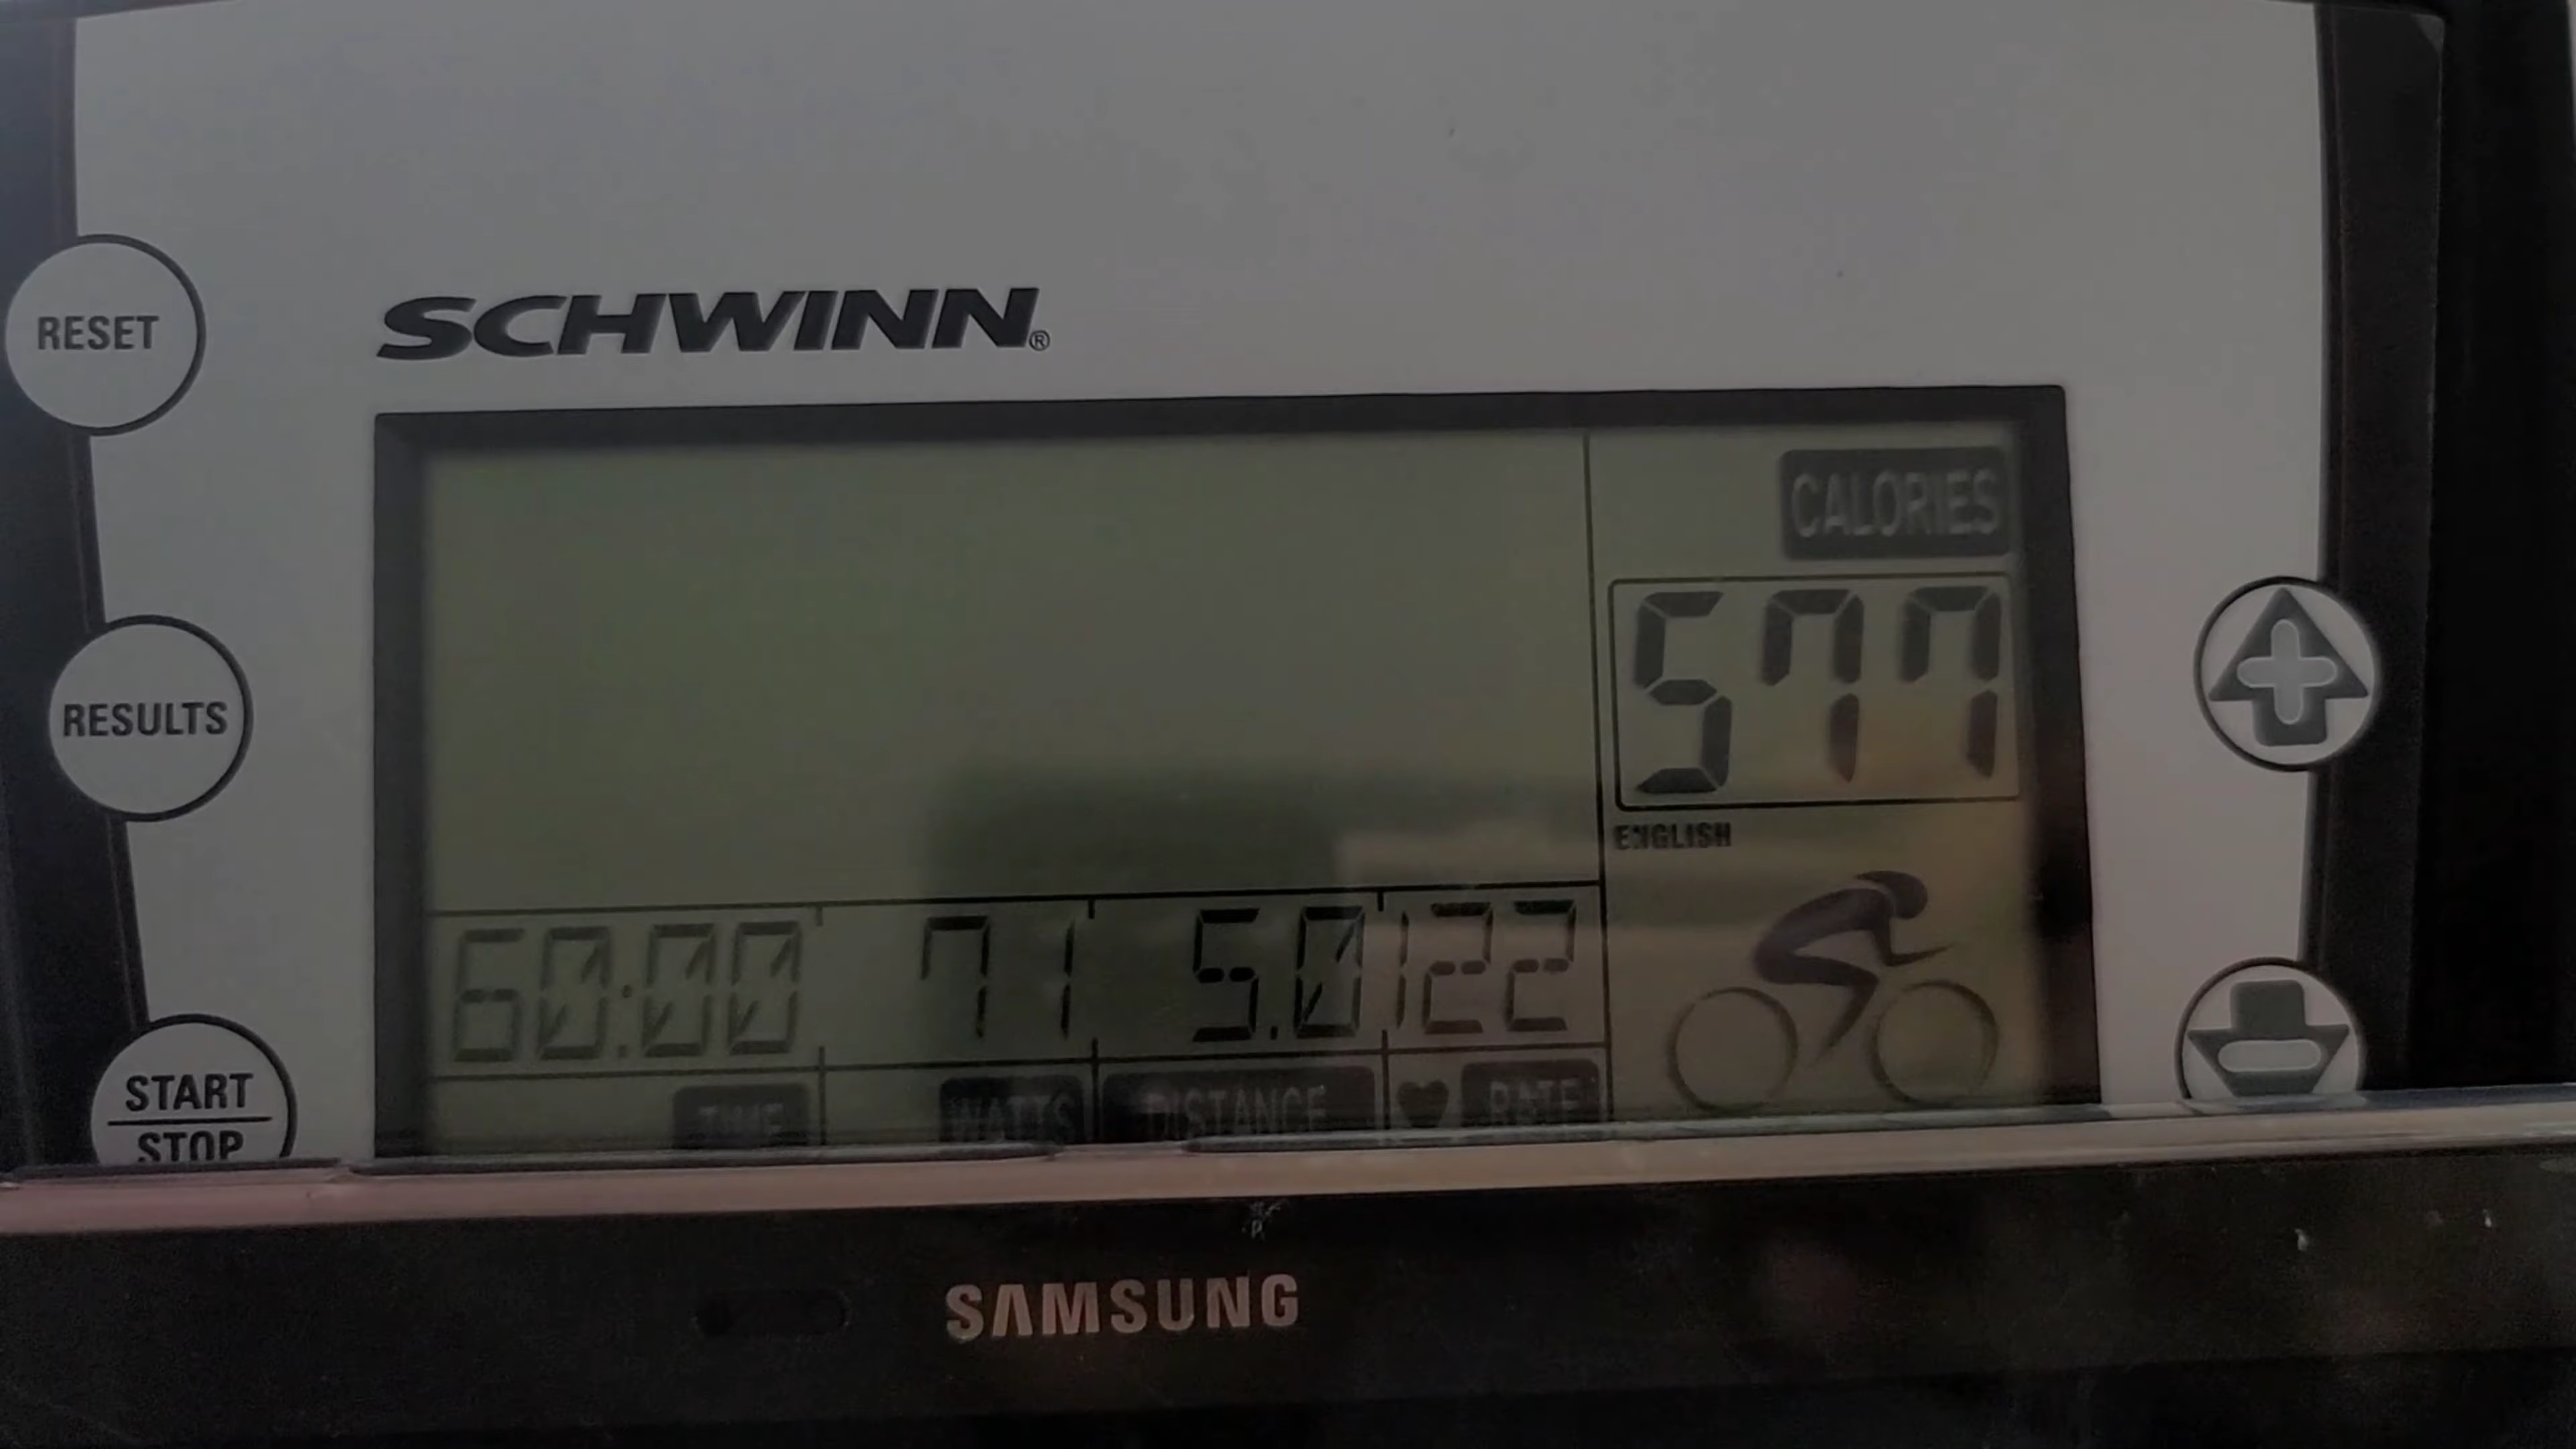 RESET
SCHWINN®
CALORIES
577
RESULTS
ENGLISH
60:00 71 5.0 122
START
STOP
TIME WATTS DISTANCE RATE
SAMSUNG